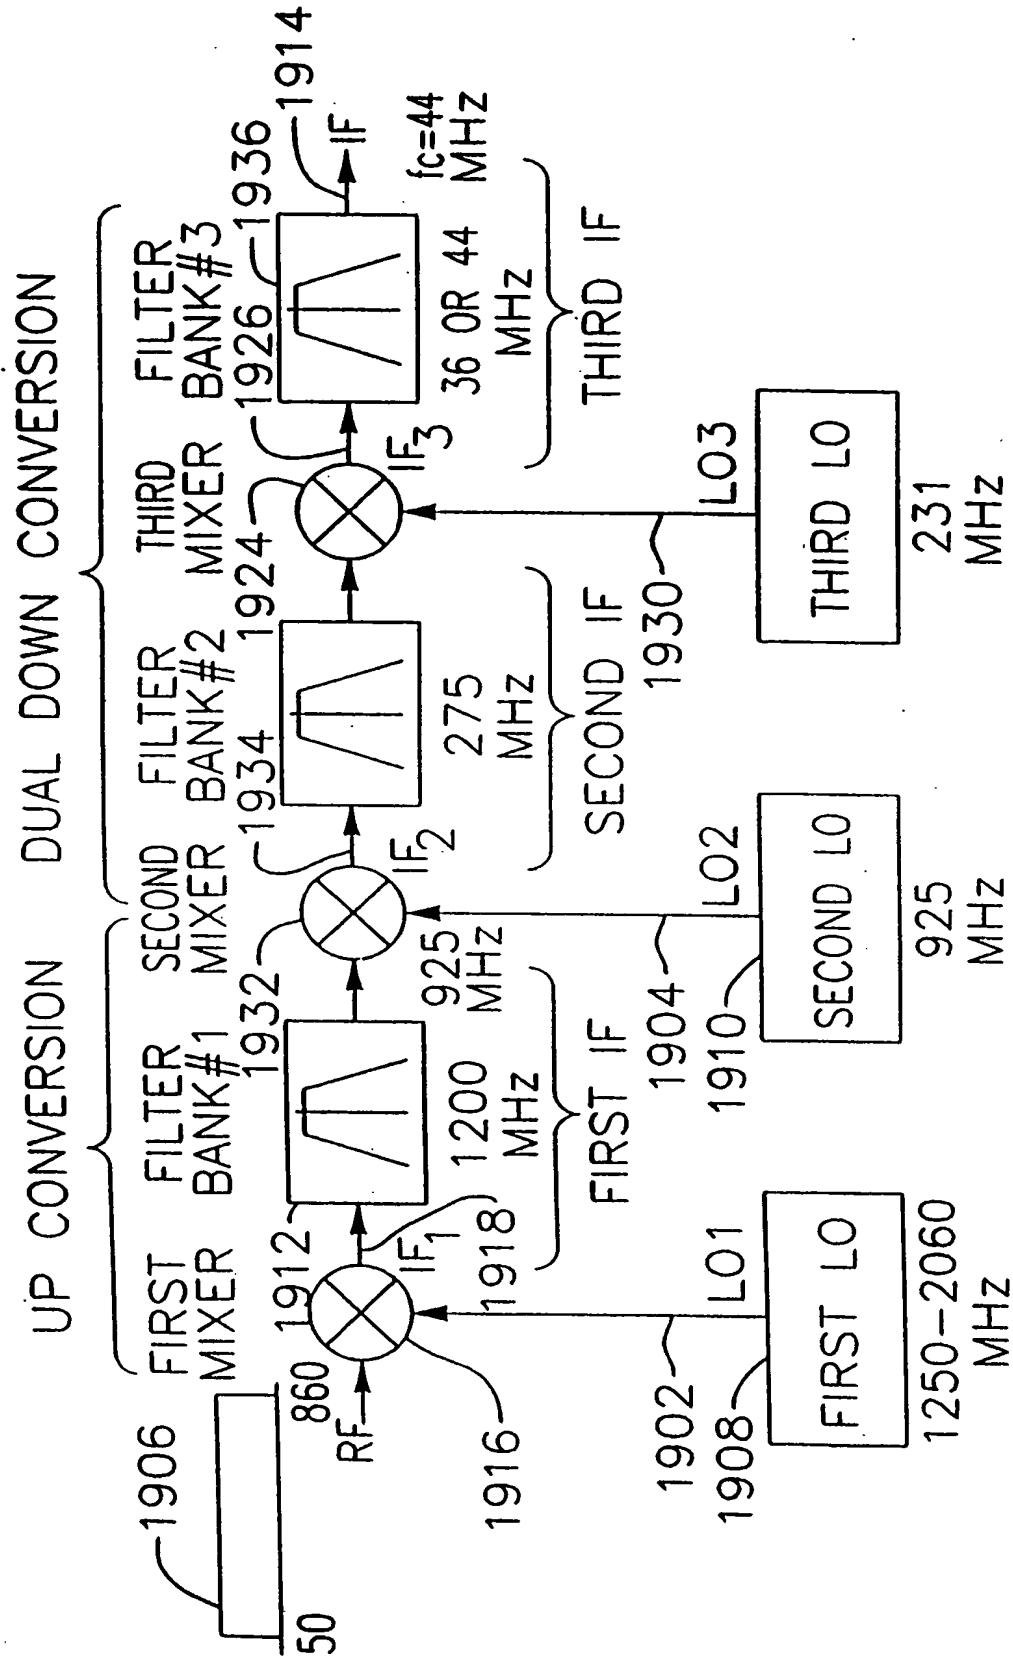 UP CONVERSION
DUAL DOWN CONVERSION
1906
50
860
RF
FIRST
MIXER
1912
1916
IF1
1918
FILTER
BANK#1
1200
MHz
FIRST IF
SECOND
MIXER
1932
925
MHz
1934
IF2
FILTER
BANK#2
275
MHz
SECOND IF
THIRD
MIXER
1924
1926
IF3
FILTER
BANK#3
1936
36 OR 44
MHz
THIRD IF
1914
IF
fc=44
MHz
1902
LO1
1908
FIRST LO
1250-2060
MHz
1904
LO2
1910
SECOND LO
925
MHz
1930
LO3
THIRD LO
231
MHz